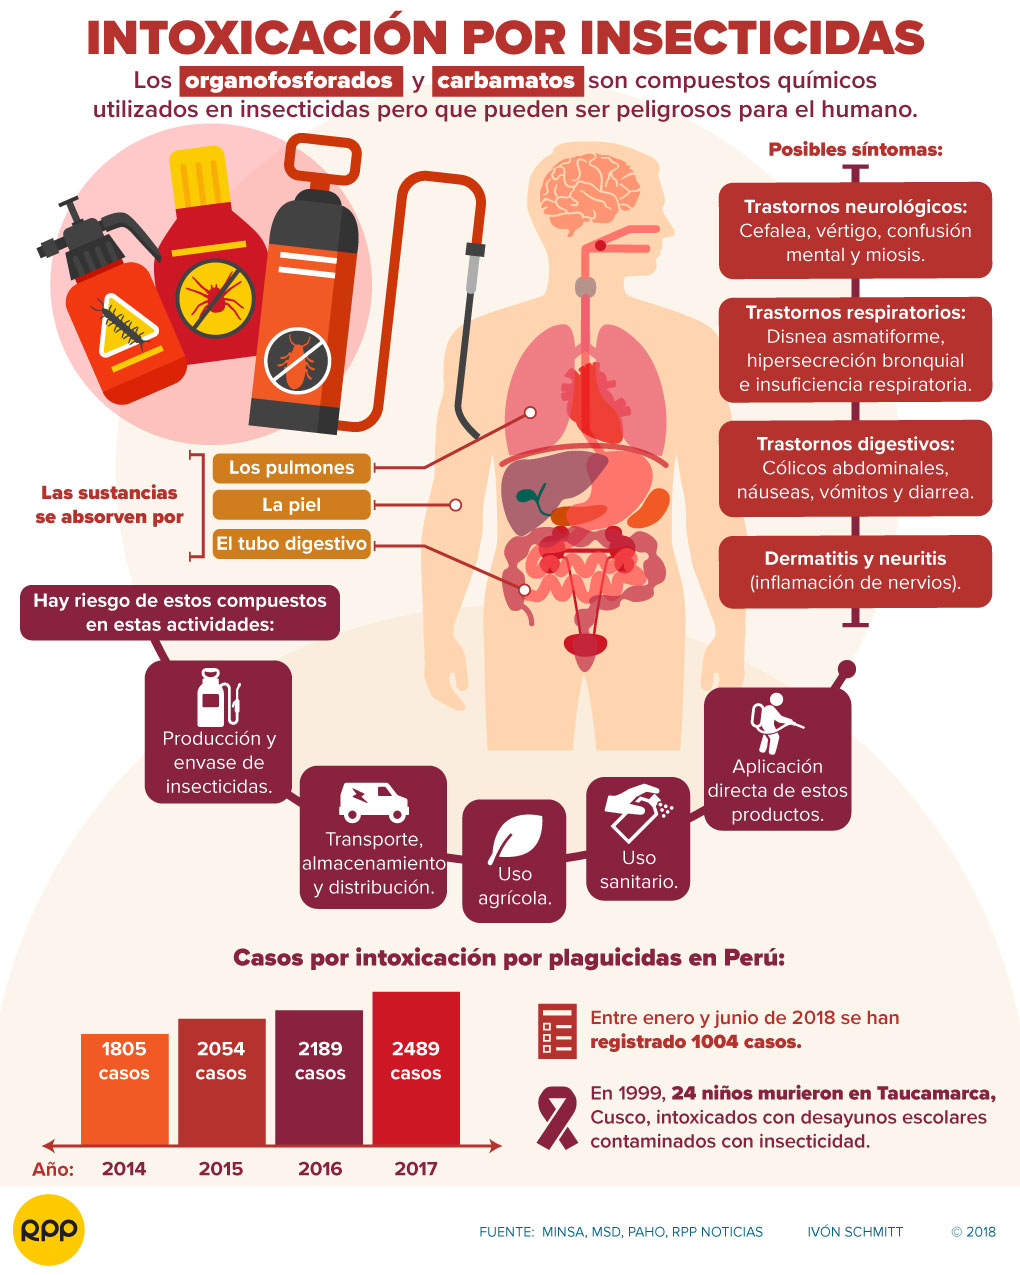 INTOXICACIÓN POR INSECTICIDAS
Los organofosforados y carbamatos son compuestos químicos
utilizados en insecticidas pero que pueden ser peligrosos para el humano.
Posibles síntomas:
Trastornos neurológicos:
Cefalea, vértigo, confusión
mental y miosis.
Trastornos respiratorios:
Disnea asmatiforme,
hipersecreción bronquial
e insuficiencia respiratoria.
Trastornos digestivos:
Cólicos abdominales,
náuseas, vómitos y diarrea.
Dermatitis y neuritis
(inflamación de nervios).
Las sustancias
se absorven por
Los pulmones
La piel
El tubo digestivo
Hay riesgo de estos compuestos
en estas actividades:
Producción y
envase de
insecticidas.
Transporte,
almacenamiento
y distribución.
Uso
agrícola.
Uso
sanitario.
Aplicación
directa de estos
productos.
Casos por intoxicación por plaguicidas en Perú:
1805
casos
2054
casos
2189
casos
2489
casos
Año: 2014 2015 2016 2017
Entre enero y junio de 2018 se han
registrado 1004 casos.
En 1999, 24 niños murieron en Taucamarca,
Cusco, intoxicados con desayunos escolares
contaminados con insecticidad.
RPP
FUENTE: MINSA, MSD, PAHO, RPP NOTICIAS IVÓN SCHMITT © 2018